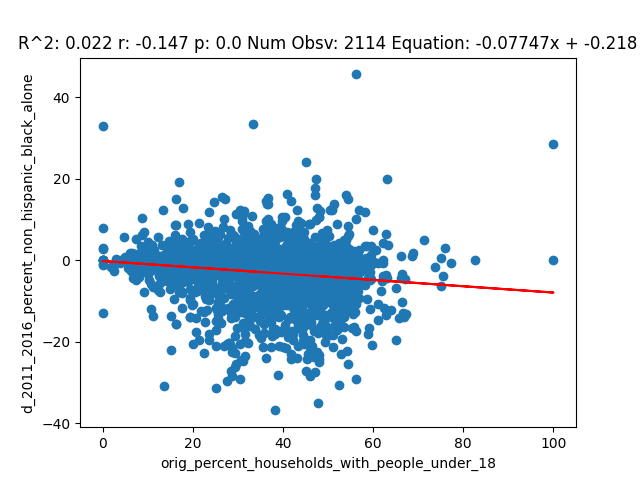 R^2: 0.022 r: -0.147 p: 0.0 Num Obsv: 2114 Equation: -0.07747x + -0.218
d_2011_2016_percent_non_hispanic_black_alone
40
20
0
−20
−40
0 20 40 60 80 100
orig_percent_households_with_people_under_18